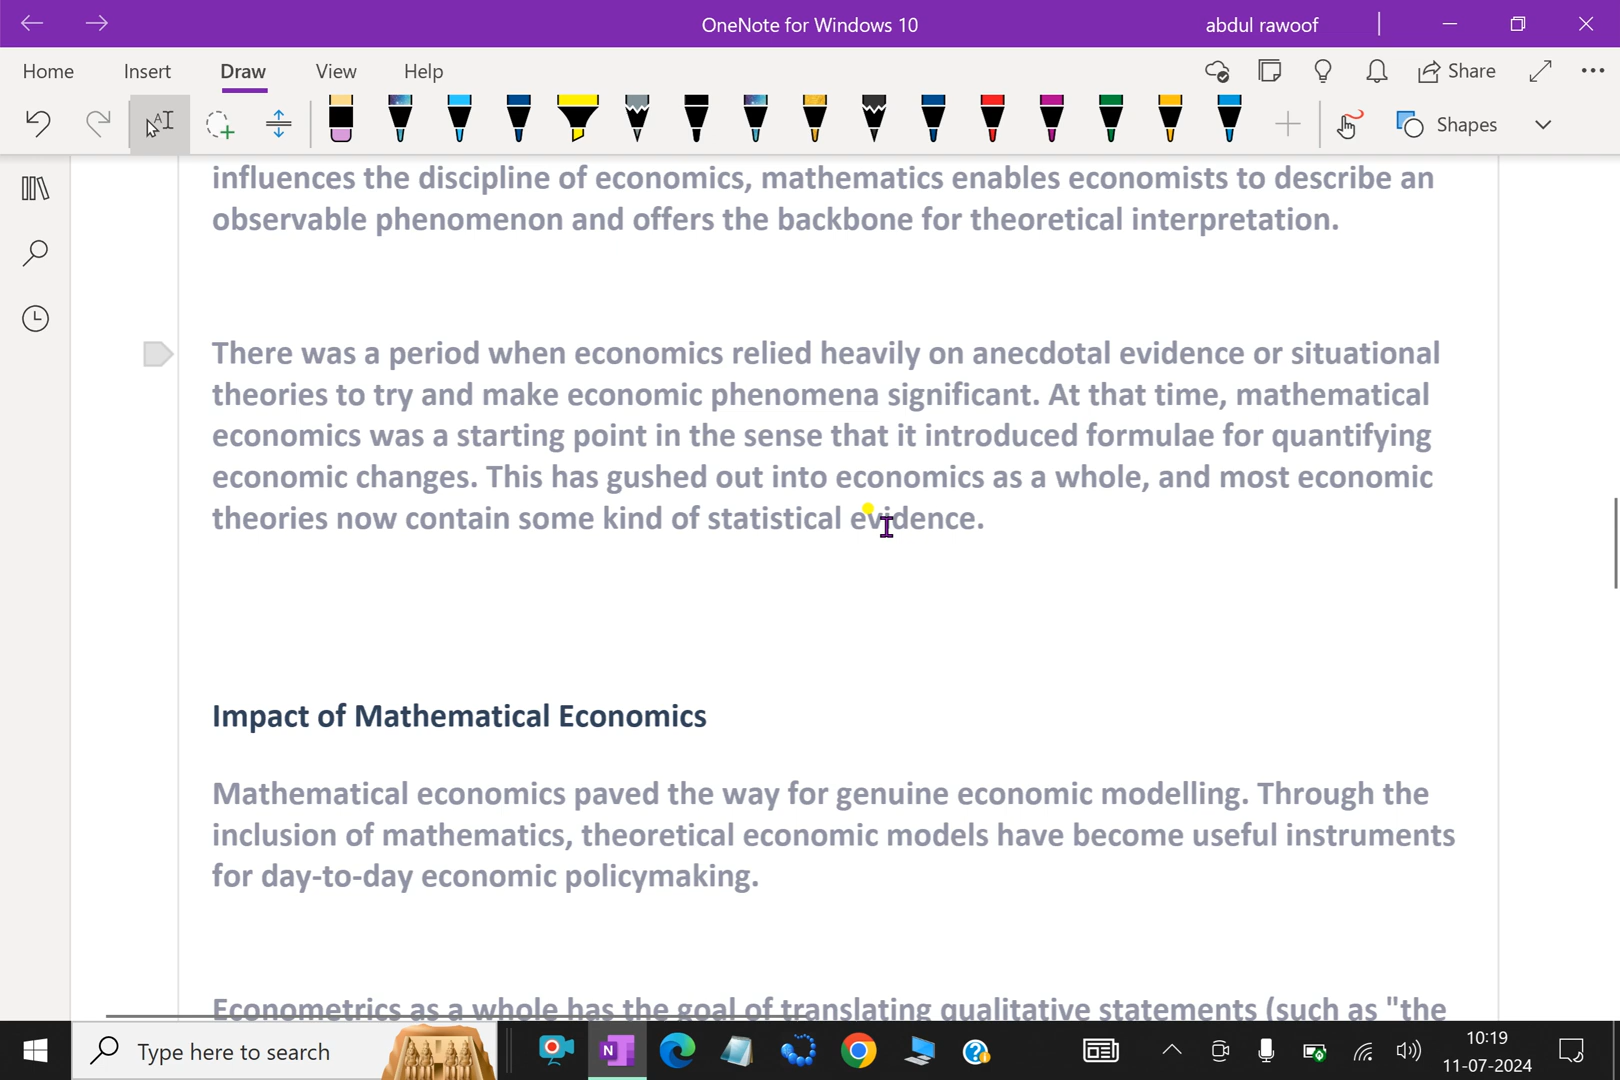 OneNote for Windows 10
abdul rawoof
Home Insert Draw View Help
Share
Shapes
influences the discipline of economics, mathematics enables economists to describe an
observable phenomenon and offers the backbone for theoretical interpretation.
There was a period when economics relied heavily on anecdotal evidence or situational
theories to try and make economic phenomena significant. At that time, mathematical
economics was a starting point in the sense that it introduced formulae for quantifying
economic changes. This has gushed out into economics as a whole, and most economic
theories now contain some kind of statistical evidence.
Impact of Mathematical Economics
Mathematical economics paved the way for genuine economic modelling. Through the
inclusion of mathematics, theoretical economic models have become useful instruments
for day-to-day economic policymaking.
Econometrics as a whole has the goal of translating qualitative statements (such as "the
Type here to search
10:19
11-07-2024